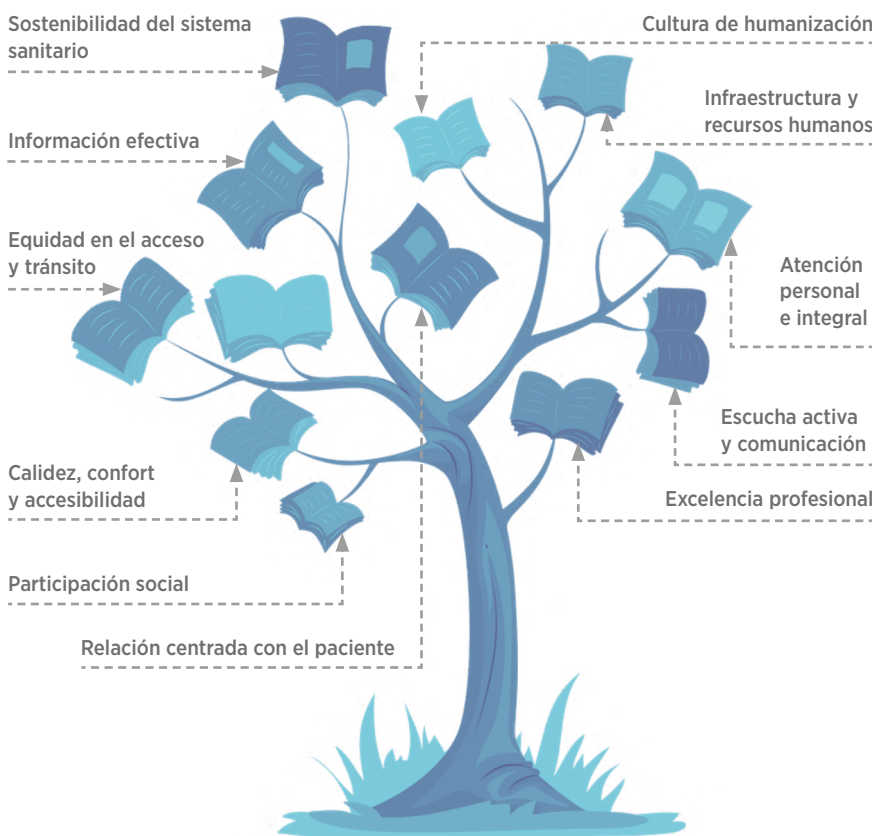 Sostenibilidad del sistema
sanitario
Cultura de humanización
Infraestructura y
recursos humanos
Información efectiva
Equidad en el acceso
y tránsito
Atención
personal
e integral
Escucha activa
y comunicación
Calidez, confort
y accesibilidad
Excelencia profesional
Participación social
Relación centrada con el paciente